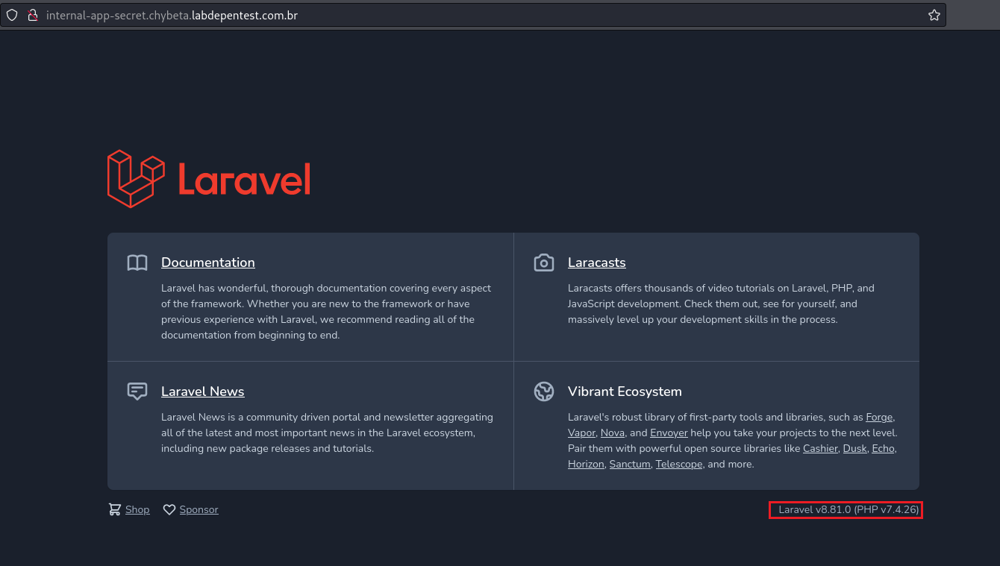 internal-app-secret.chybeta.labdepentest.com.br
Laravel
Documentation
Laravel has wonderful, thorough documentation covering every aspect
of the framework. Whether you are new to the framework or have
previous experience with Laravel, we recommend reading all of the
documentation from beginning to end.
Laracasts
Laracasts offers thousands of video tutorials on Laravel, PHP, and
JavaScript development. Check them out, see for yourself, and
massively level up your development skills in the process.
Laravel News
Laravel News is a community driven portal and newsletter aggregating
all of the latest and most important news in the Laravel ecosystem,
including new package releases and tutorials.
Vibrant Ecosystem
Laravel's robust library of first-party tools and libraries, such as Forge,
Vapor, Nova, and Envoyer help you take your projects to the next level.
Pair them with powerful open source libraries like Cashier, Dusk, Echo,
Horizon, Sanctum, Telescope, and more.
Shop
Sponsor
Laravel v8.81.0 (PHP v7.4.26)